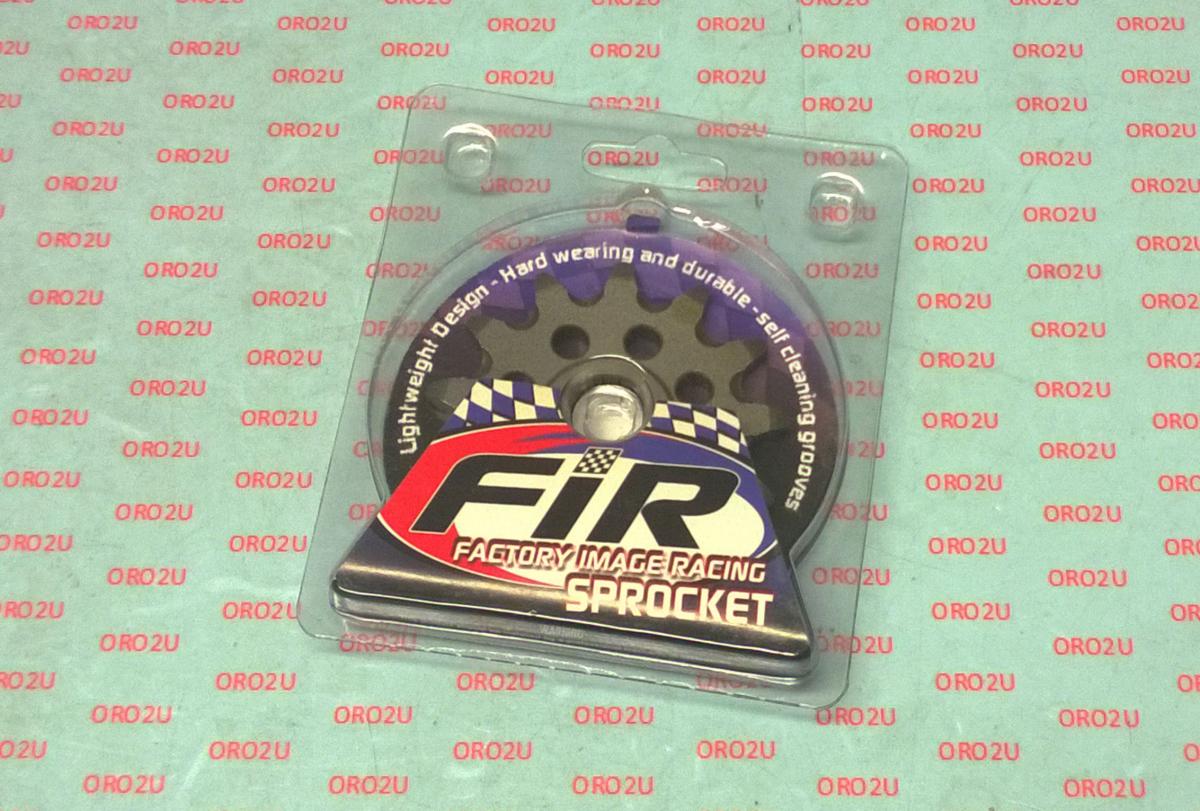 ORO2U
Lightweight Design - Hard wearing and durable - self cleaning grooves
FiR
FACTORY IMAGE RACING
SPROCKET